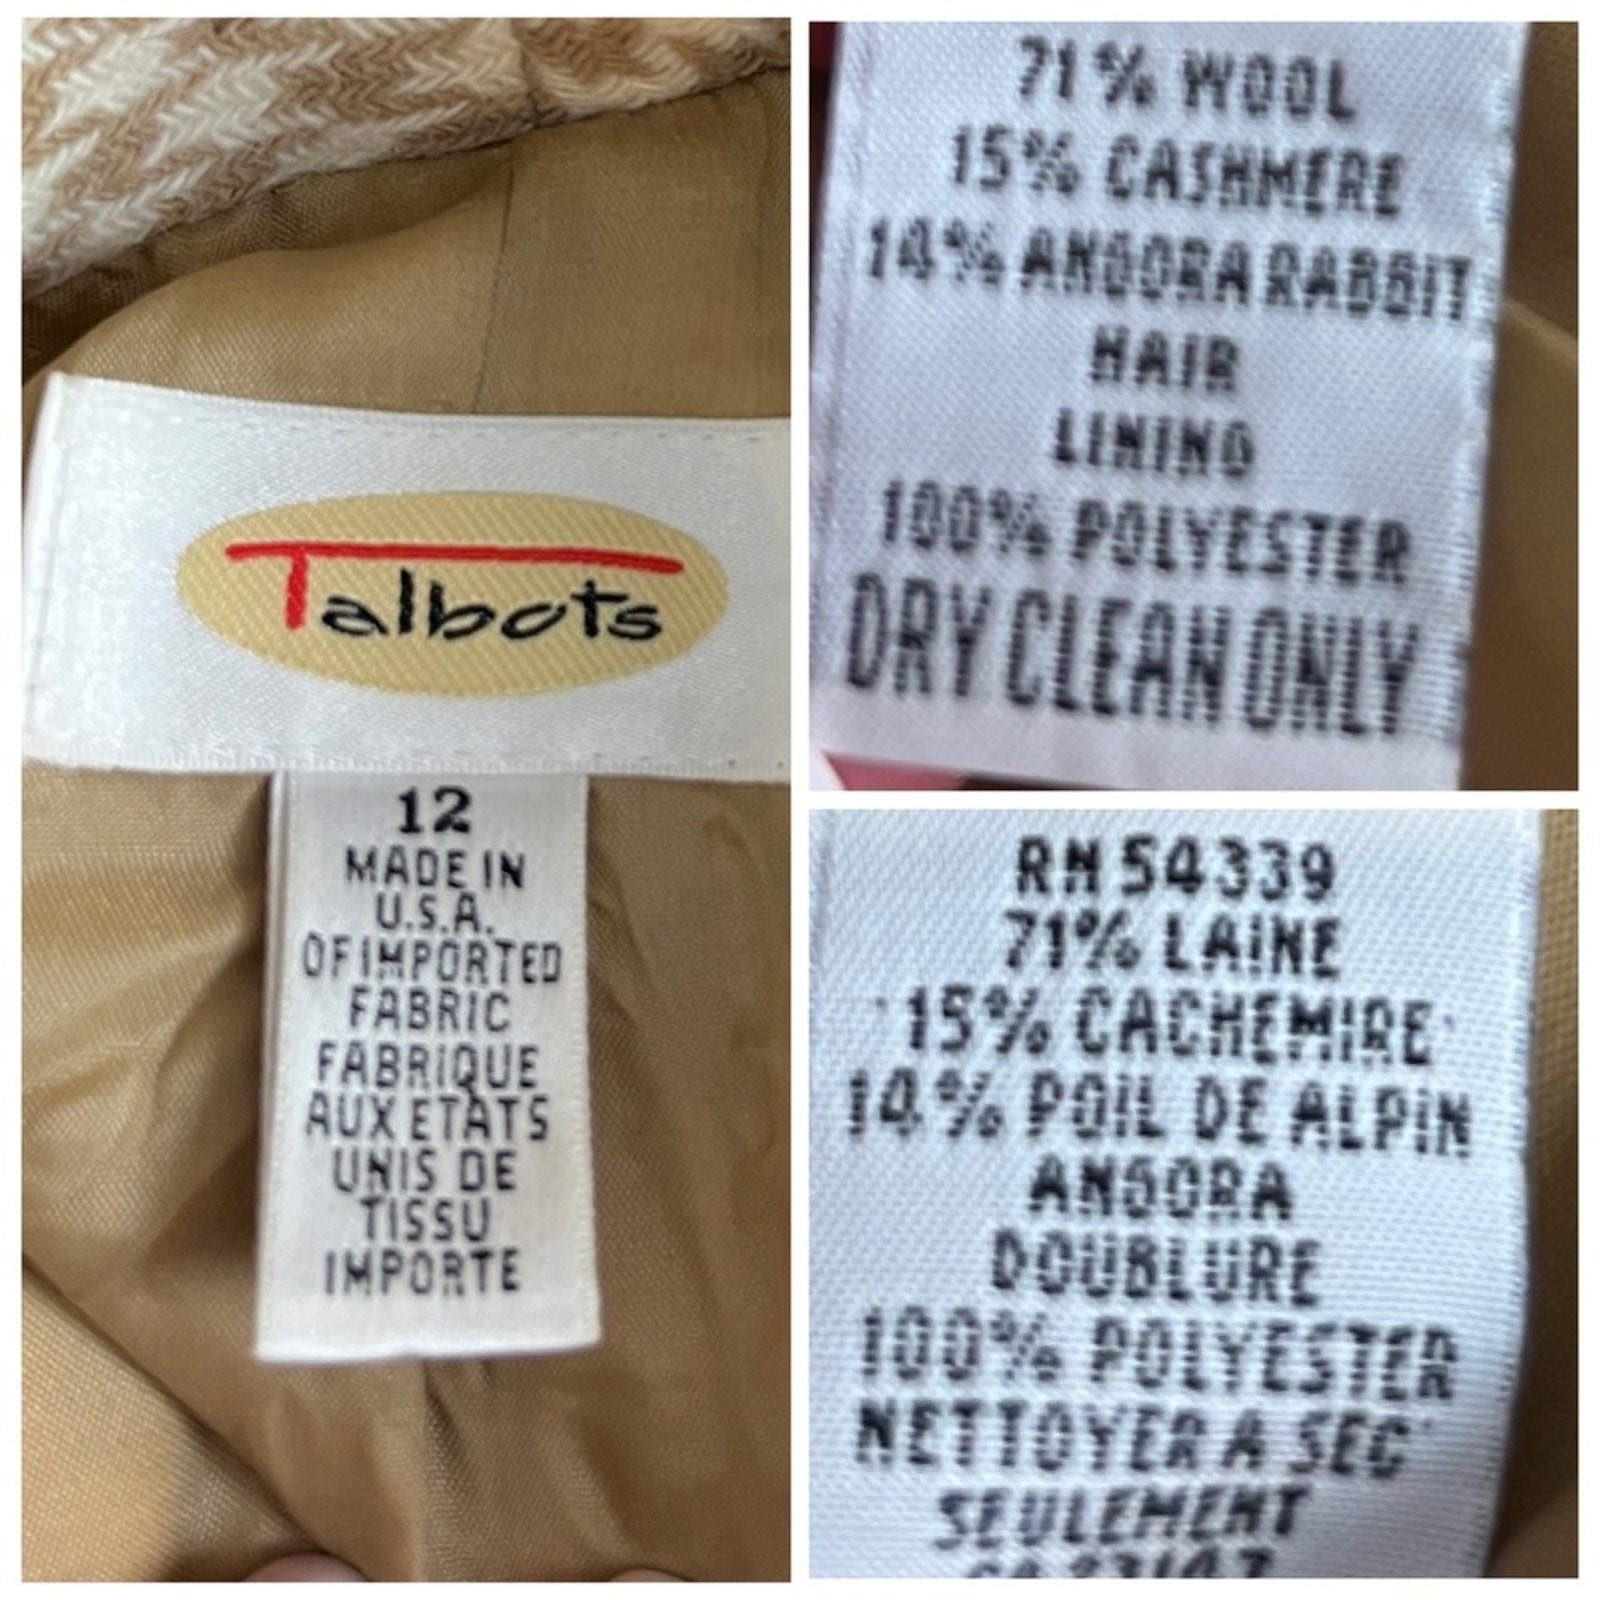 Talbots
12
MADE IN
U.S.A.
OF IMPORTED
FABRIC
FABRIQUE
AUX ETATS
UNIS DE
TISSU
IMPORTE
71% WOOL
15% CASHMERE
14% ANGORA RABBIT
HAIR
LINING
100% POLYESTER
DRY CLEAN ONLY
RN 54339
71% LAINE
15% CACHEMIRE
14% POIL DE ALPIN
ANGORA
DOUBLURE
100% POLYESTER
NETTOYER A SEC
SEULEMENT